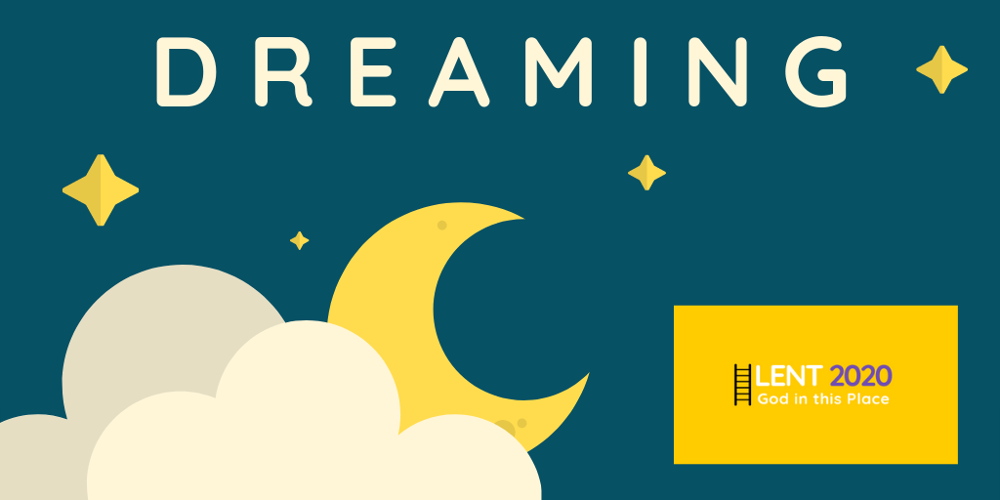 DREAMING
LENT 2020
God in this Place